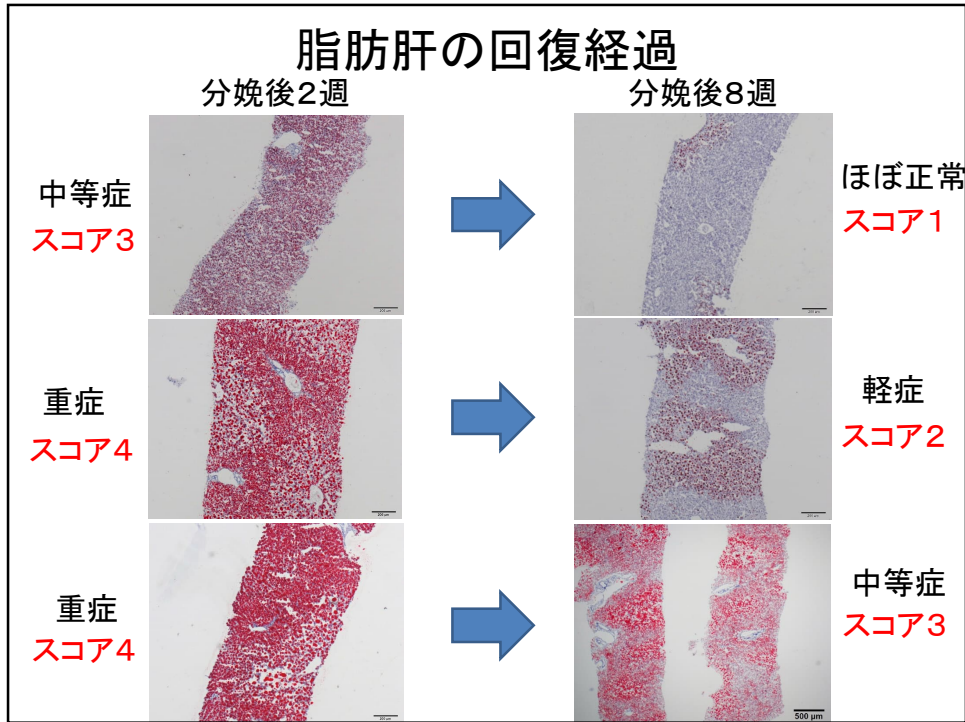 脂肪肝の回復経過
分娩後2週
分娩後8週
中等症
スコア3
ほぼ正常
スコア1
重症
スコア4
軽症
スコア2
重症
スコア4
中等症
スコア3
500 μm